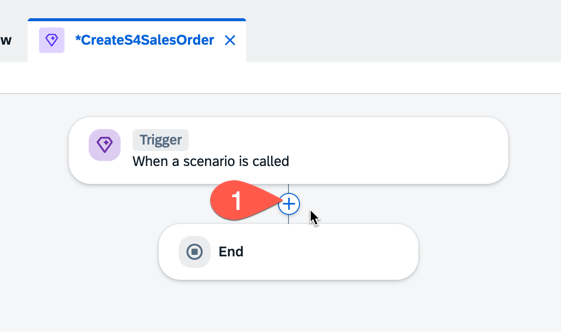 w
*CreateS4SalesOrder
Trigger
When a scenario is called
1
End